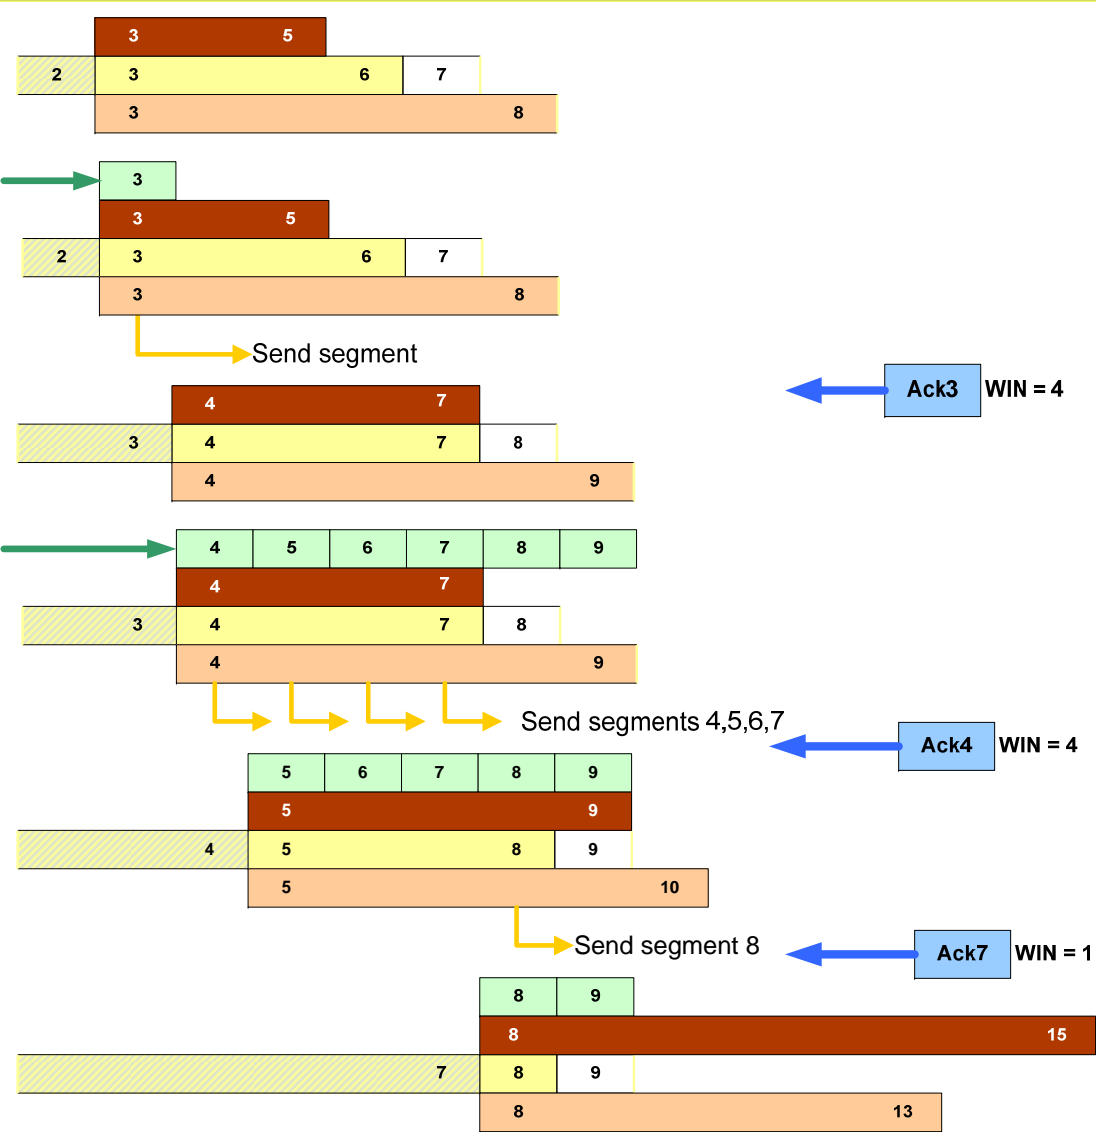 3 5
2 3 6 7
3 8
3
3 5
2 3 6 7
3 8
Send segment
Ack3 WIN = 4
4 7
3 4 7 8
4 9
4 5 6 7 8 9
4 7
3 4 7 8
4 9
Send segments 4,5,6,7
Ack4 WIN = 4
5 6 7 8 9
5 9
4 5 8 9
5 10
Send segment 8
Ack7 WIN = 1
8 9
8 15
7 8 9
8 13